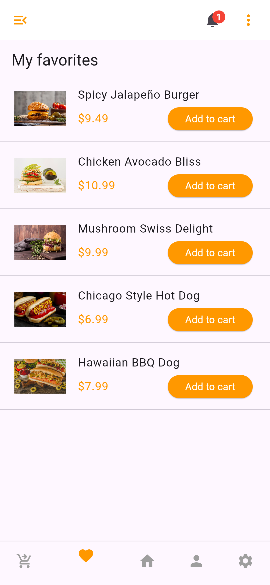 1
My favorites
Spicy Jalapeño Burger
$9.49
Add to cart
Chicken Avocado Bliss
$10.99
Add to cart
Mushroom Swiss Delight
$9.99
Add to cart
Chicago Style Hot Dog
$6.99
Add to cart
Hawaiian BBQ Dog
$7.99
Add to cart